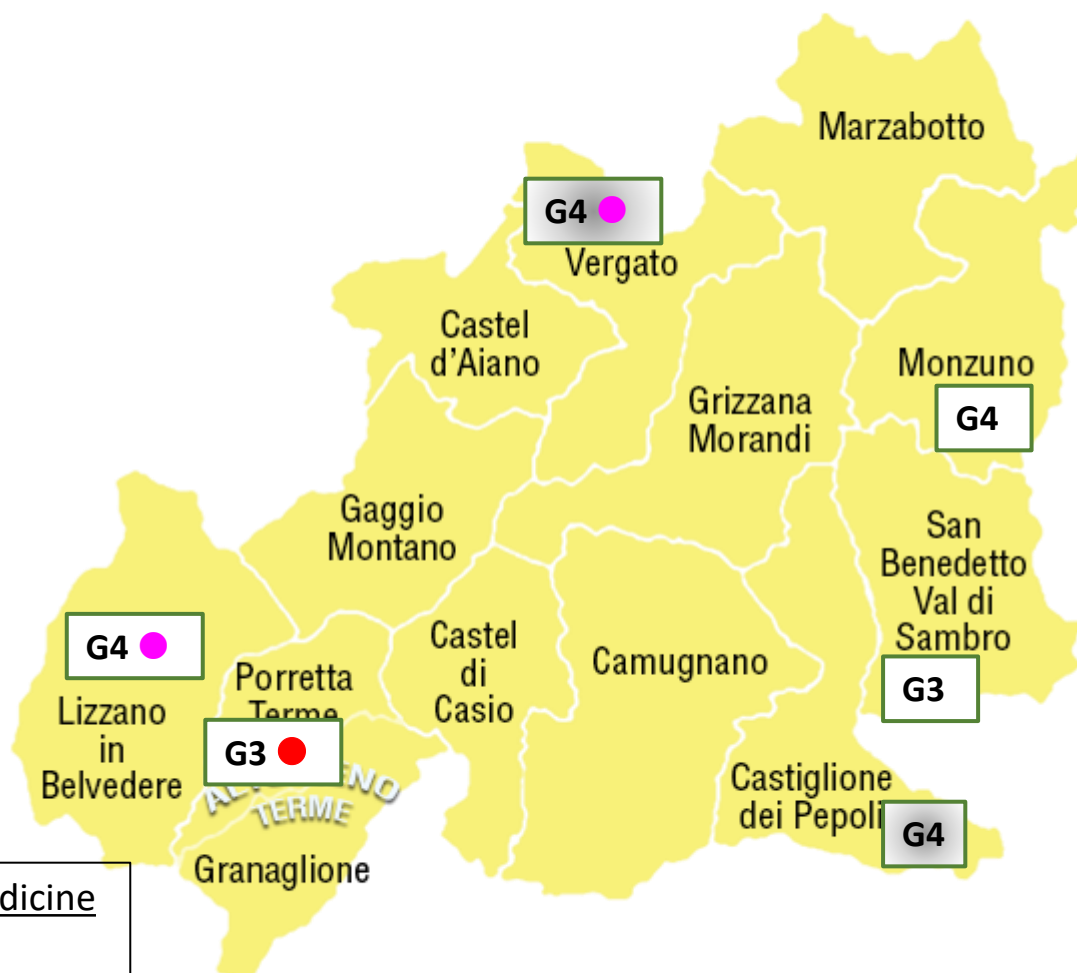 Marzabotto
G4
Vergato
Castel
d'Aiano
Monzuno
G4
Grizzana
Morandi
Gaggio
Montano
San
Benedetto
Val di
Sambro
G3
G4
Lizzano
in
Belvedere
Porretta
Terme
G3
TERME
Castel
di
Casio
Camugnano
Castiglione
dei Pepoli
G4
Granaglione
dicine